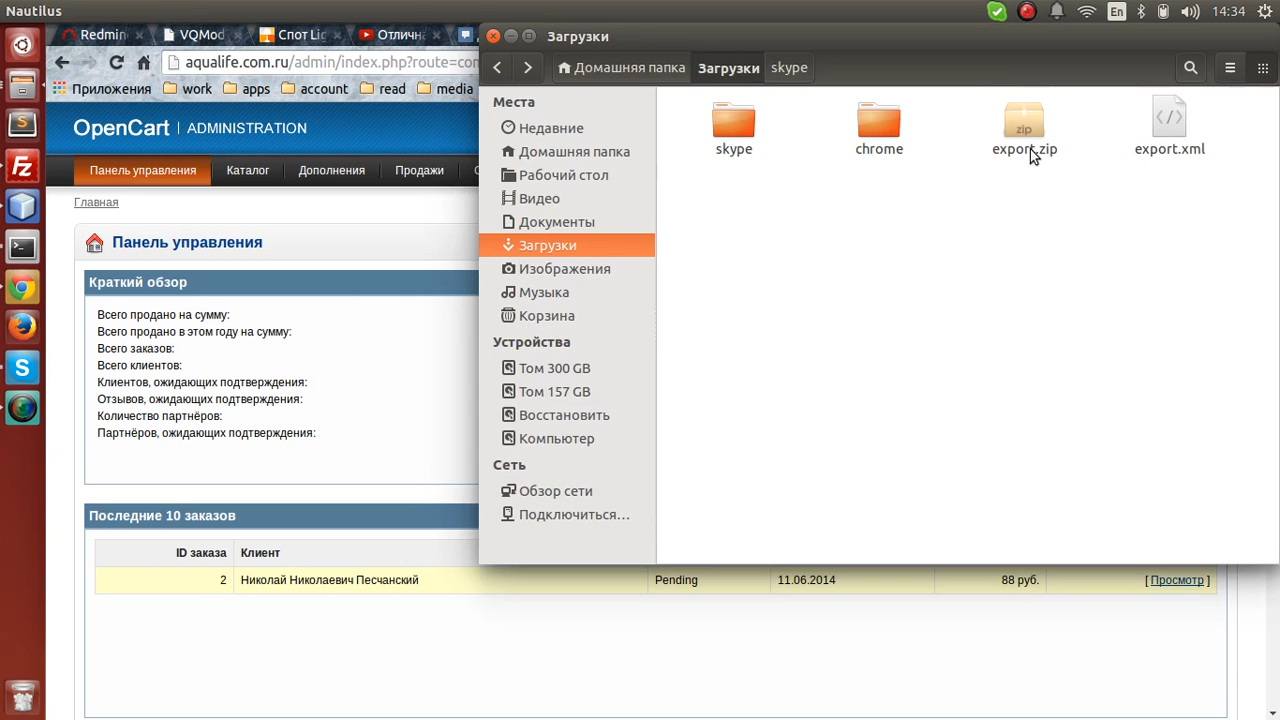 Nautilus
En
14:34
Redmin
VQMod
Спот Lig
Отлична
aqualife.com.ru/admin/index.php?route=con
Приложения
work
apps
account
read
media
OpenCart | ADMINISTRATION
Панель управления
Каталог
Дополнения
Продажи
Главная
Панель управления
Краткий обзор
Всего продано на сумму:
Всего продано в этом году на сумму:
Всего заказов:
Всего клиентов:
Клиентов, ожидающих подтверждения:
Отзывов, ожидающих подтверждения:
Количество партнёров:
Партнёров, ожидающих подтверждения:
Последние 10 заказов
ID заказа
Клиент
2
Николай Николаевич Песчанский
Pending
11.06.2014
88 руб.
[ Просмотр ]
Загрузки
Домашняя папка
Загрузки
skype
Места
Недавние
Домашняя папка
Рабочий стол
Видео
Документы
Загрузки
Изображения
Музыка
Корзина
Устройства
Том 300 GB
Том 157 GB
Восстановить
Компьютер
Сеть
Обзор сети
Подключиться…
skype
chrome
zip
export.zip
export.xml